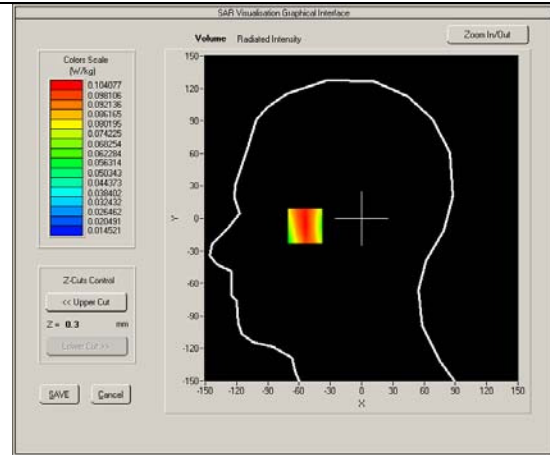 SAR Visualisation Graphical Interface
Volume Radiated Intensity
Zoom In/Out
Colors Scale
(W/kg)
0.104077
0.098106
0.092136
0.086165
0.080195
0.074225
0.068254
0.062284
0.056314
0.050343
0.044373
0.038402
0.032432
0.026462
0.020491
0.014521
Z-Cuts Control
<< Upper Cut
Z = 0.3 mm
Lower Cut >>
SAVE
Cancel
150-
120-
90-
60-
30-
0-
-30-
-60-
-90-
-120-
-150-
Y
-150 -120 -90 -60 -30 0 30 60 90 120 150
X